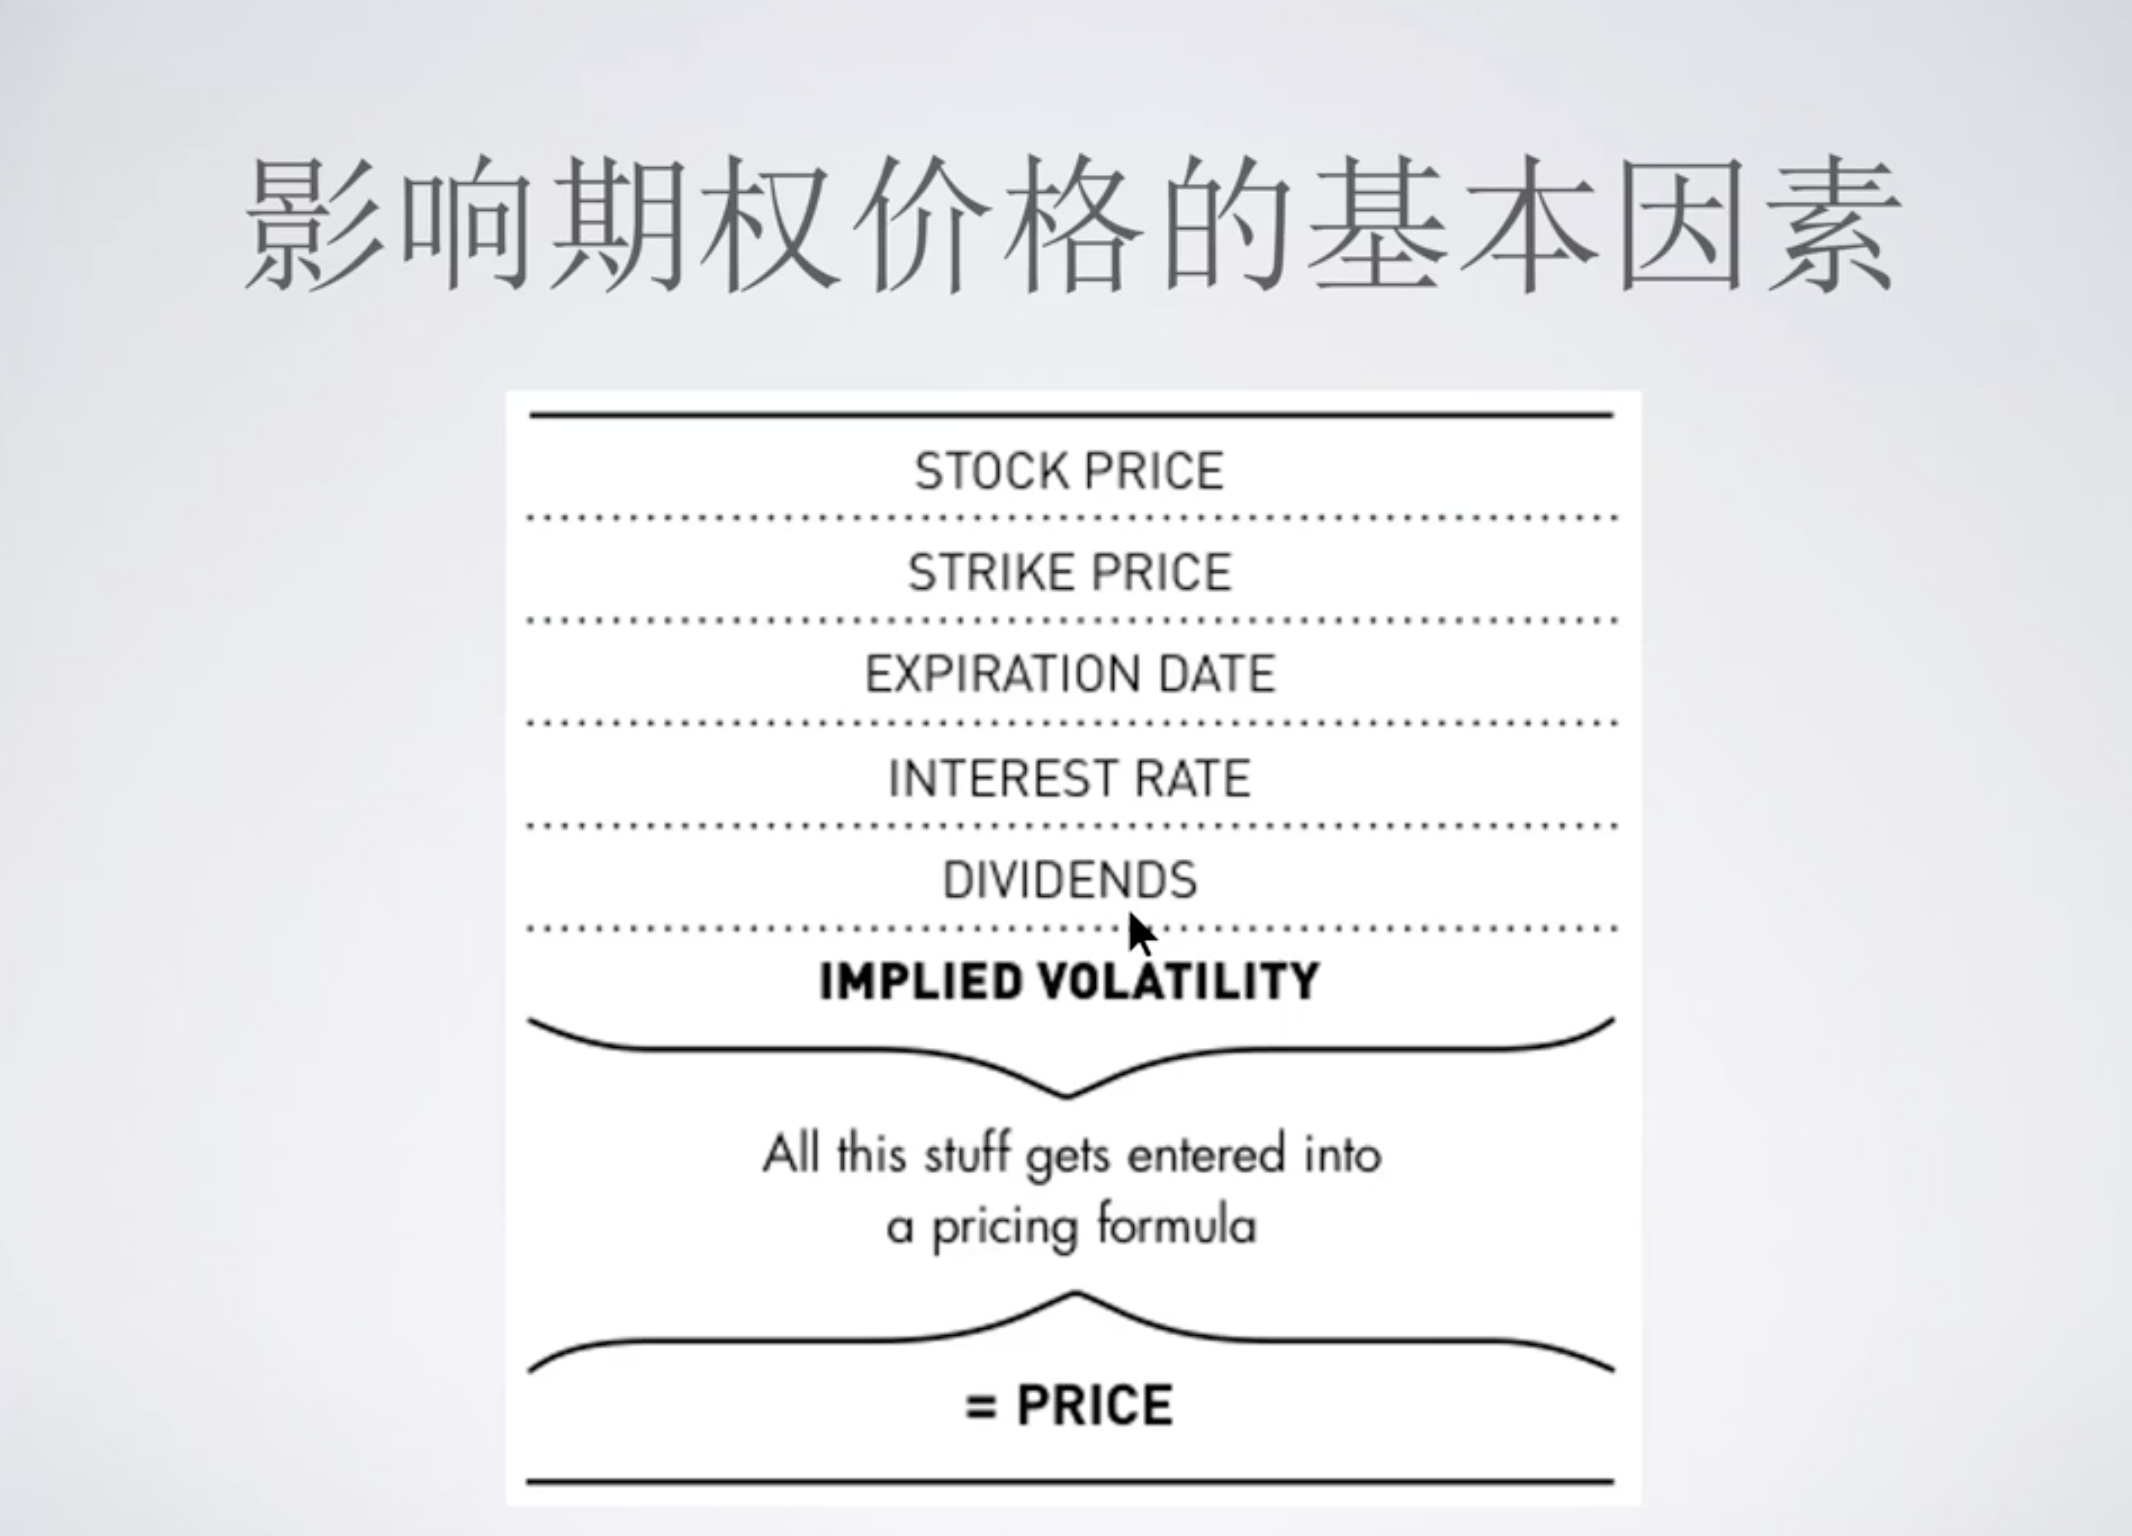 影响期权价格的基本因素
STOCK PRICE
STRIKE PRICE
EXPIRATION DATE
INTEREST RATE
DIVIDENDS
IMPLIED VOLATILITY
All this stuff gets entered into
a pricing formula
= PRICE